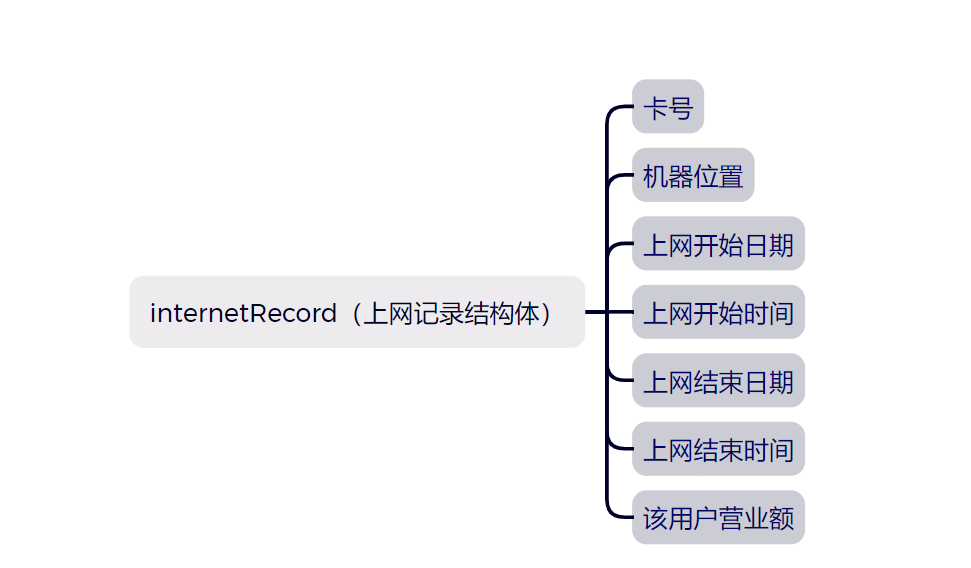 卡号
机器位置
上网开始日期
internetRecord（上网记录结构体）
上网开始时间
上网结束日期
上网结束时间
该用户营业额